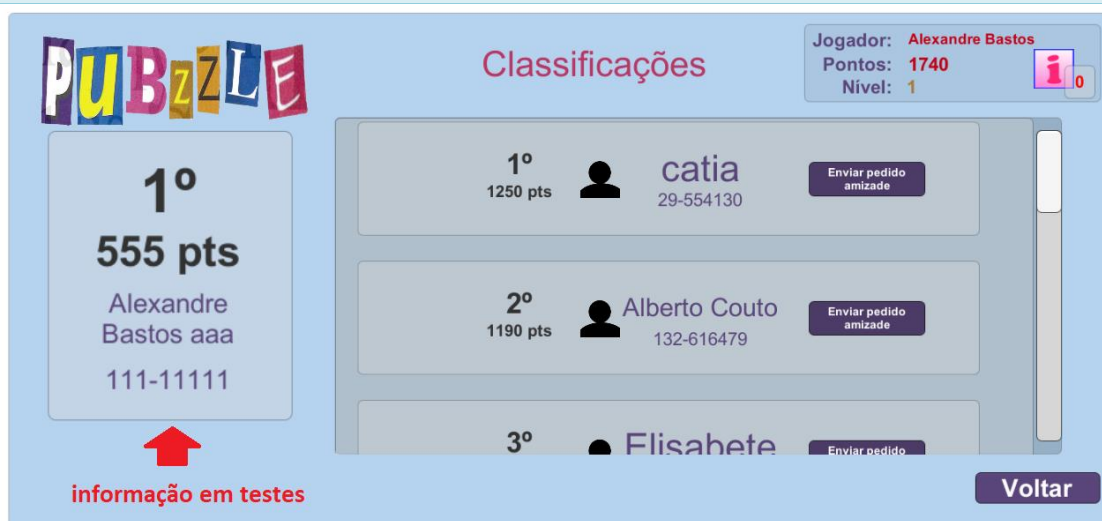 PUBZZLE
Classificações
Jogador: Alexandre Bastos
Pontos: 1740
Nível: 1
i
0
1º
555 pts
Alexandre
Bastos aaa
111-11111
informação em testes
1º
1250 pts
catia
29-554130
Enviar pedido
amizade
2º
1190 pts
Alberto Couto
132-616479
Enviar pedido
amizade
3º
Elisabete
Enviar pedido
Voltar